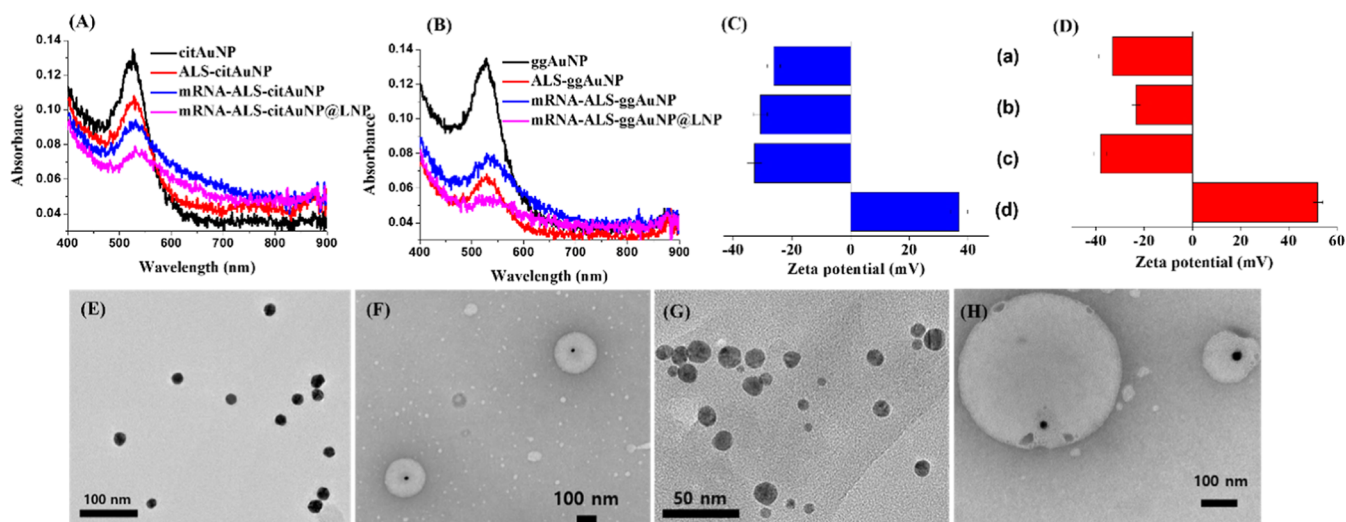 (A)
0.14
0.12
0.10
0.08
0.06
0.04
Absorbance
citAuNP
ALS-citAuNP
mRNA-ALS-citAuNP
mRNA-ALS-citAuNP@LNP
400 500 600 700 800 900
Wavelength (nm)
(B)
0.14
0.12
0.10
0.08
0.06
0.04
Absorbance
ggAuNP
ALS-ggAuNP
mRNA-ALS-ggAuNP
mRNA-ALS-ggAuNP@LNP
400 500 600 700 800 900
Wavelength (nm)
(C)
-40 -20 0 20 40
Zeta potential (mV)
(a)
(b)
(c)
(d)
(D)
-40 -20 0 20 40 60
Zeta potential (mV)
(E)
100 nm
(F)
100 nm
(G)
50 nm
(H)
100 nm